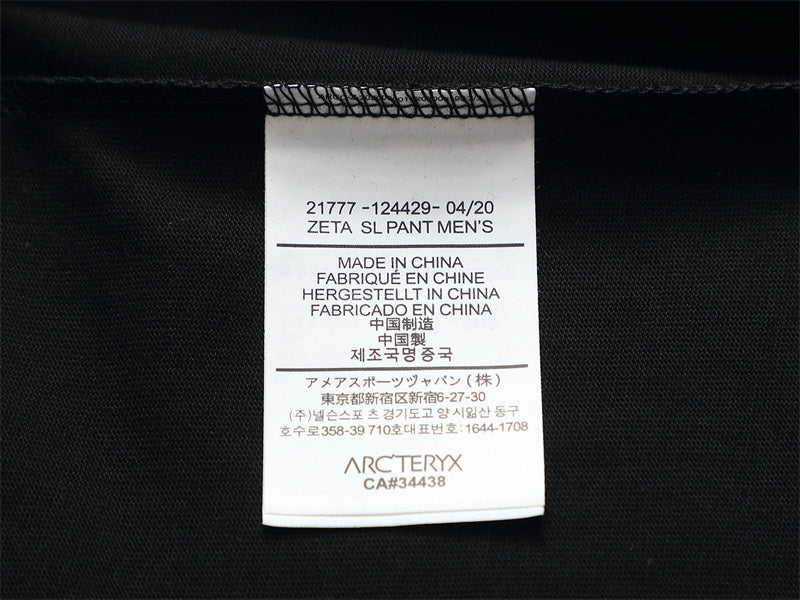 21777 -124429- 04/20
ZETA SL PANT MEN'S
MADE IN CHINA
FABRIQUÉ EN CHINE
HERGESTELLT IN CHINA
FABRICADO EN CHINA
中国制造
中国製
제조국명중국
アメアスポーツヅャパン(株)
東京都新宿区新宿6-27-30
(주)넬슨스포 츠 경기도고 양 시잃산 동구
호수로358-39 710호대표번호:1644-1708
ARC'TERYX
CA#34438